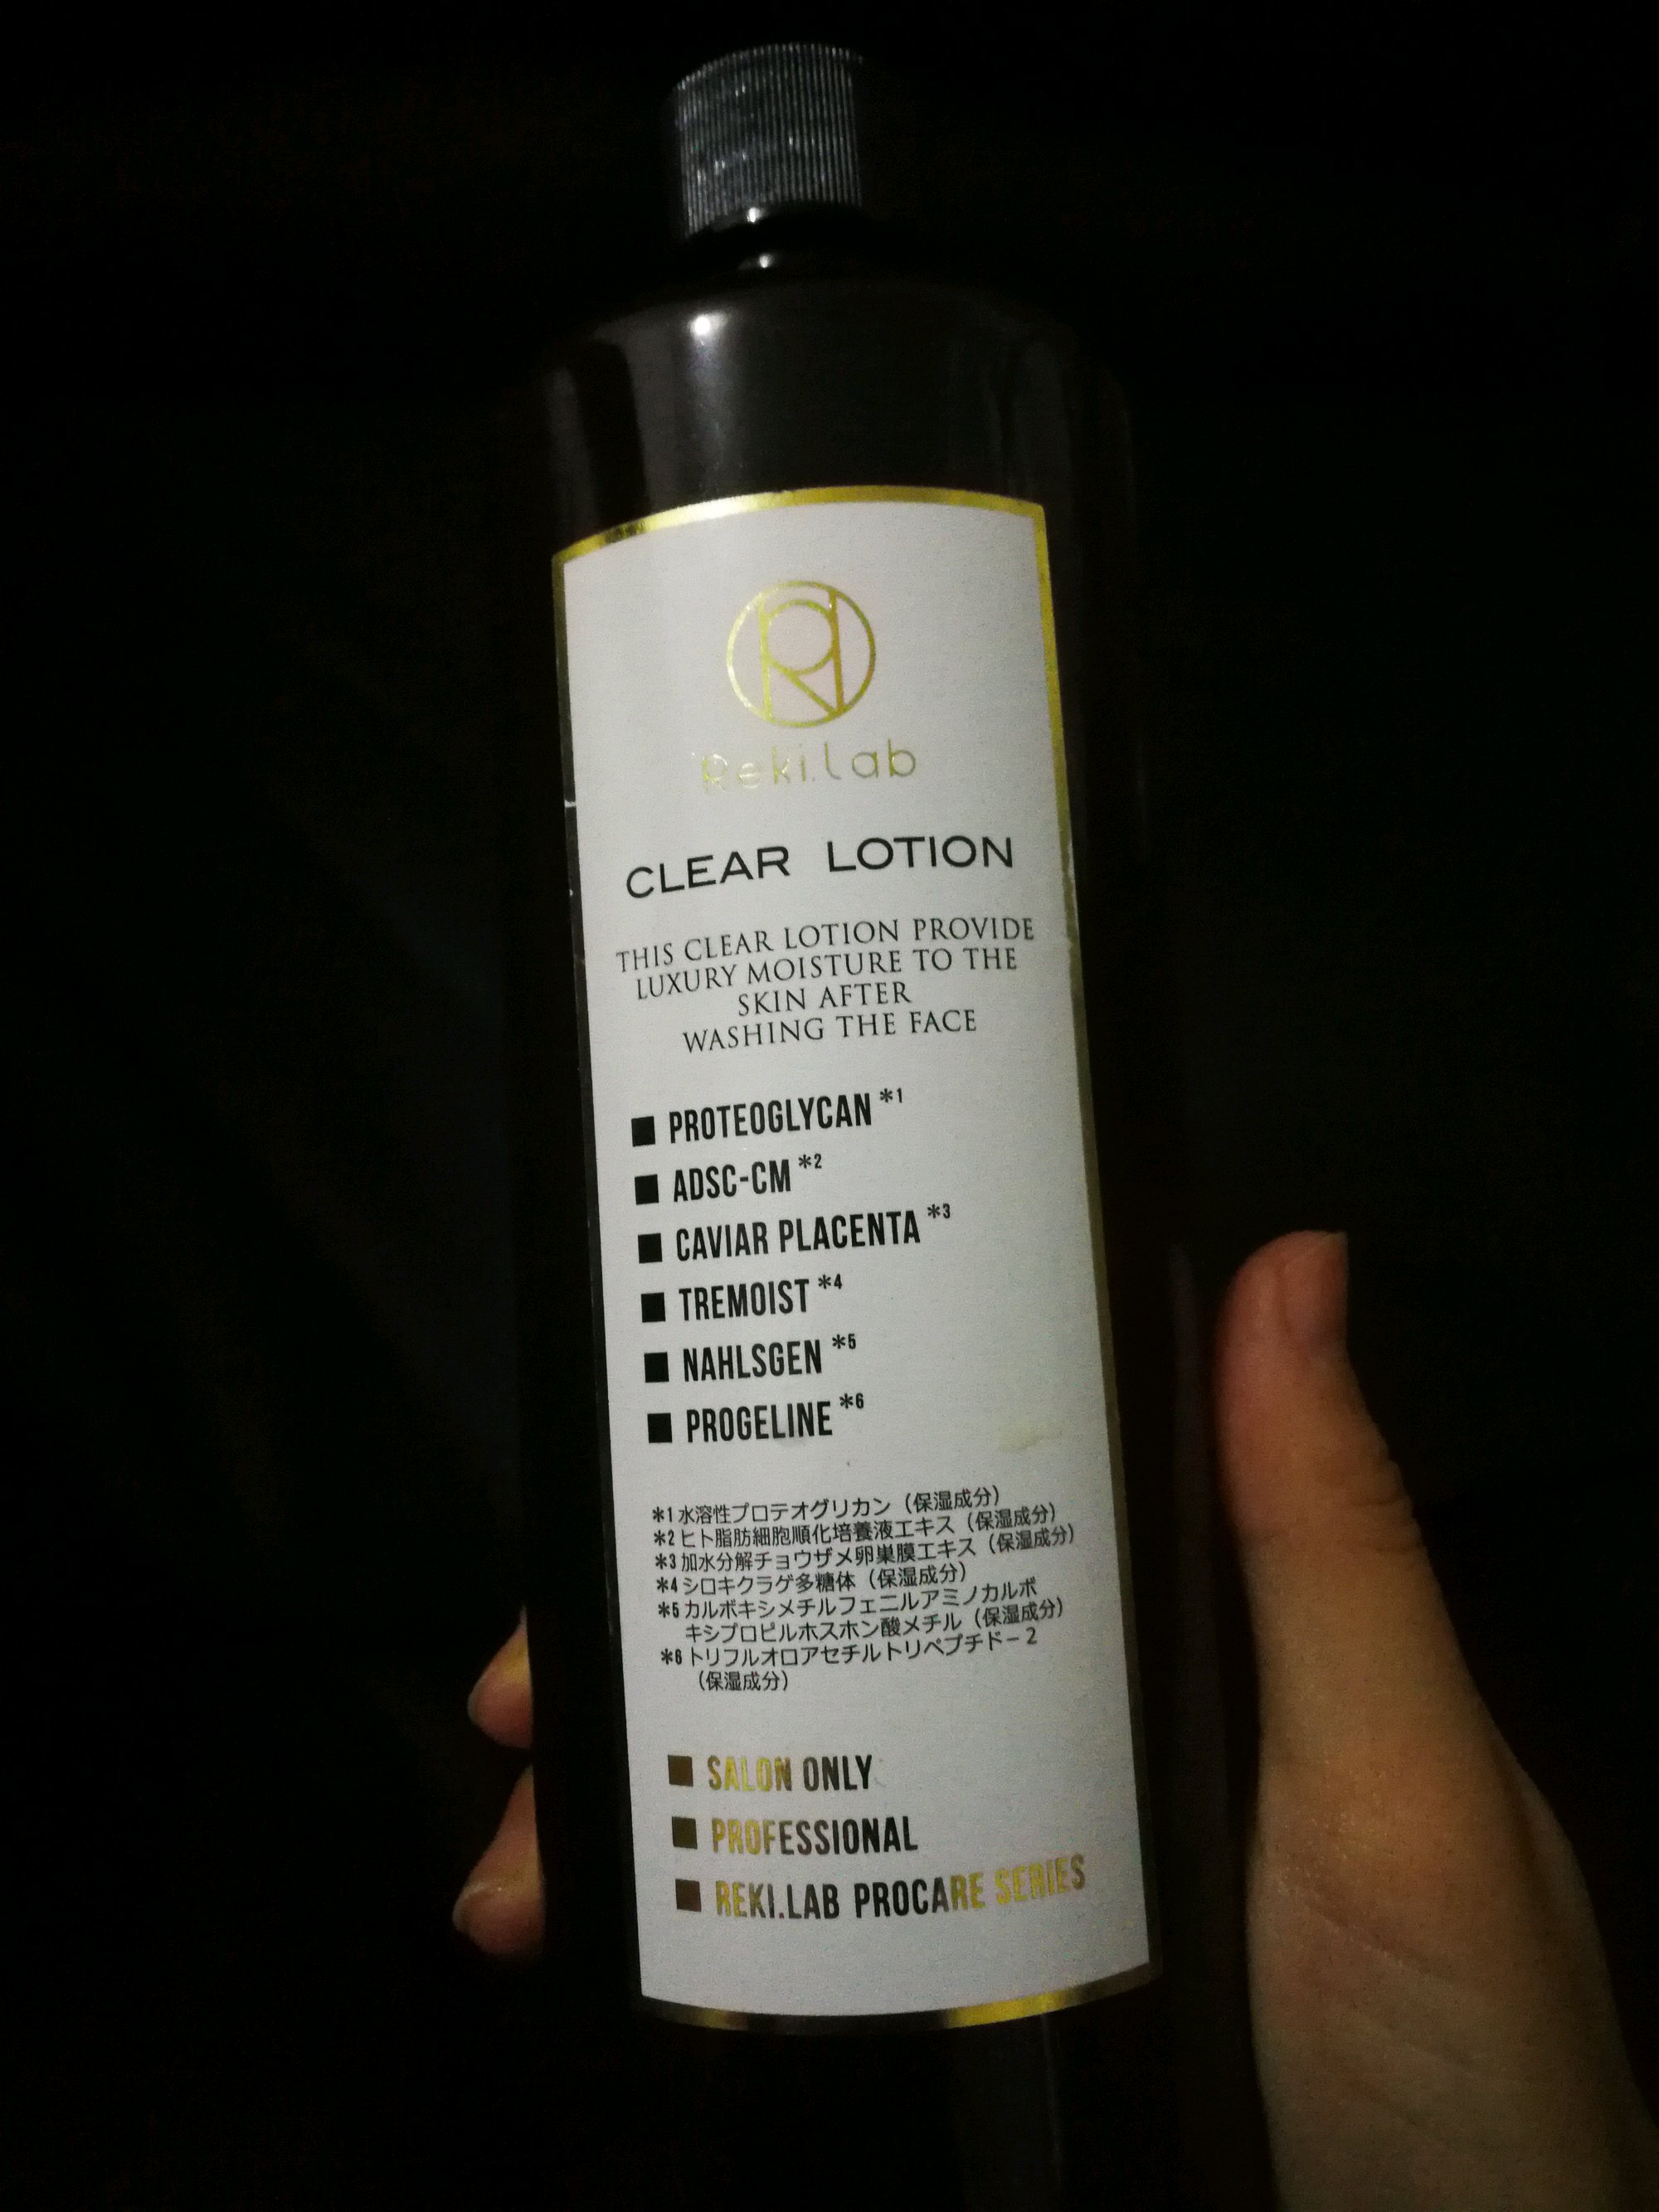 Reki.Lab
CLEAR LOTION
THIS CLEAR LOTION PROVIDE
LUXURY MOISTURE TO THE
SKIN AFTER
WASHING THE FACE
■ PROTEOGLYCAN *1
■ ADSC-CM *2
■ CAVIAR PLACENTA *3
■ TREMOIST *4
■ NAHLSGEN *5
■ PROGELINE *6
*1 水溶性プロテオグリカン（保湿成分）
*2 ヒト脂肪細胞順化培養液エキス（保湿成分）
*3 加水分解チョウザメ卵巣膜エキス（保湿成分）
*4 シロキクラゲ多糖体（保湿成分）
*5 カルボキシメチルフェニルアミノカルボ
キシプロピルホスホン酸メチル（保湿成分）
*6 トリフルオロアセチルトリペプチド－2
（保湿成分）
■ SALON ONLY
■ PROFESSIONAL
■ REKI.LAB PROCARE SERIES